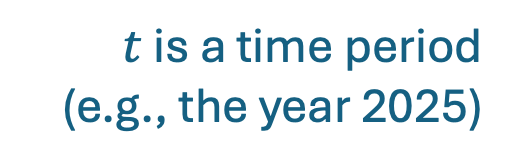 t is a time period
(e.g., the year 2025)